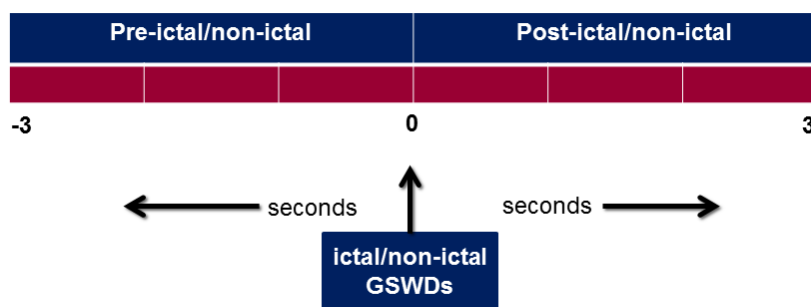 Pre-ictal/non-ictal Post-ictal/non-ictal
-3 0 3
seconds seconds
ictal/non-ictal
GSWDs